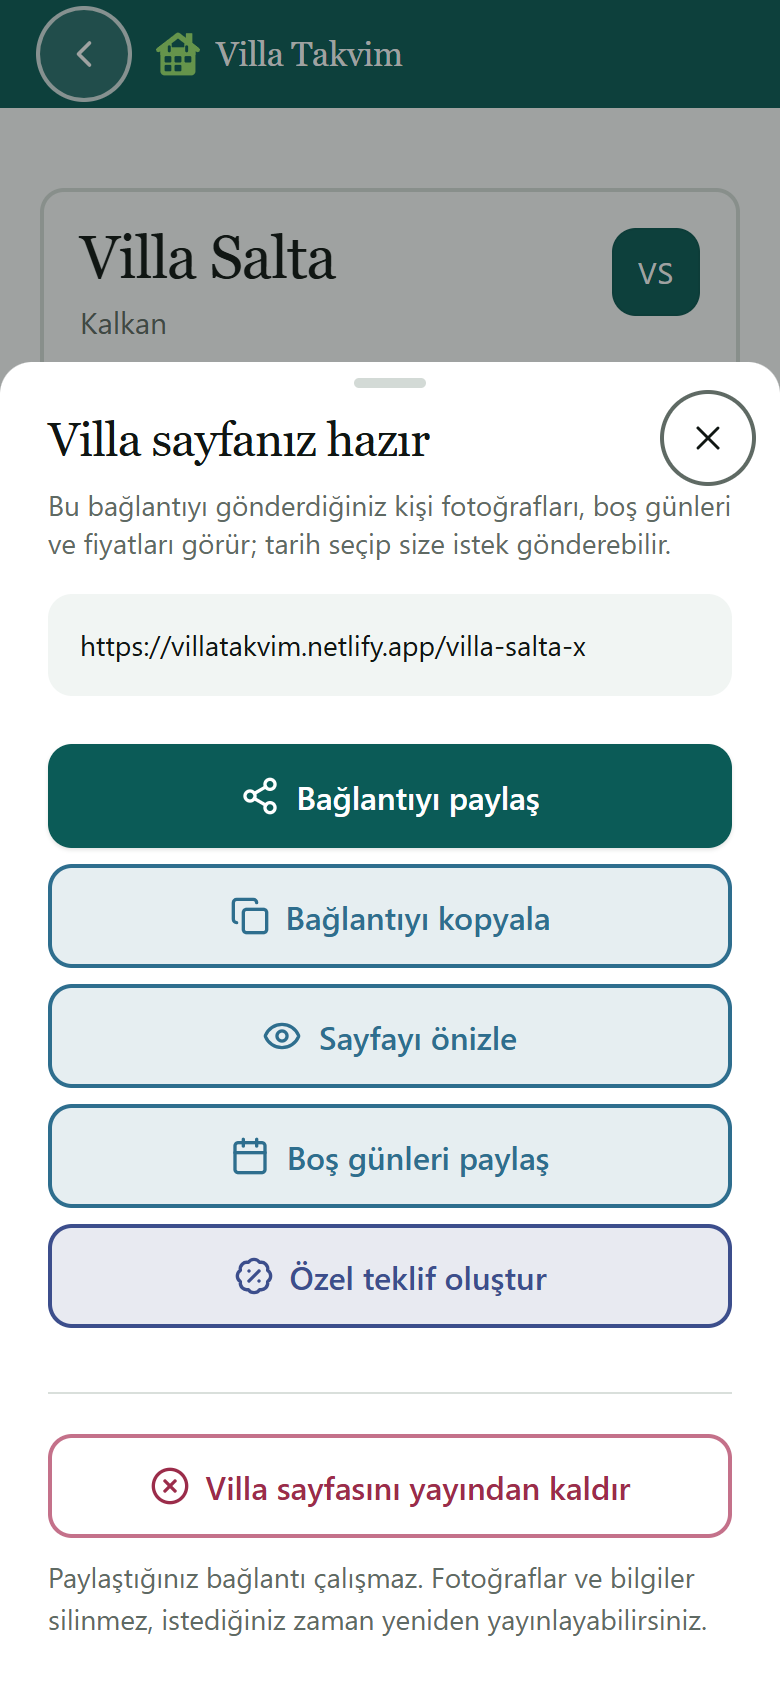 Villa Takvim
Villa Salta
VS
Kalkan
Villa sayfanız hazır
Bu bağlantıyı gönderdiğiniz kişi fotoğrafları, boş günleri
ve fiyatları görür; tarih seçip size istek gönderebilir.
https://villatakvim.netlify.app/villa-salta-x
Bağlantıyı paylaş
Bağlantıyı kopyala
Sayfayı önizle
Boş günleri paylaş
Özel teklif oluştur
Villa sayfasını yayından kaldır
Paylaştığınız bağlantı çalışmaz. Fotoğraflar ve bilgiler
silinmez, istediğiniz zaman yeniden yayınlayabilirsiniz.